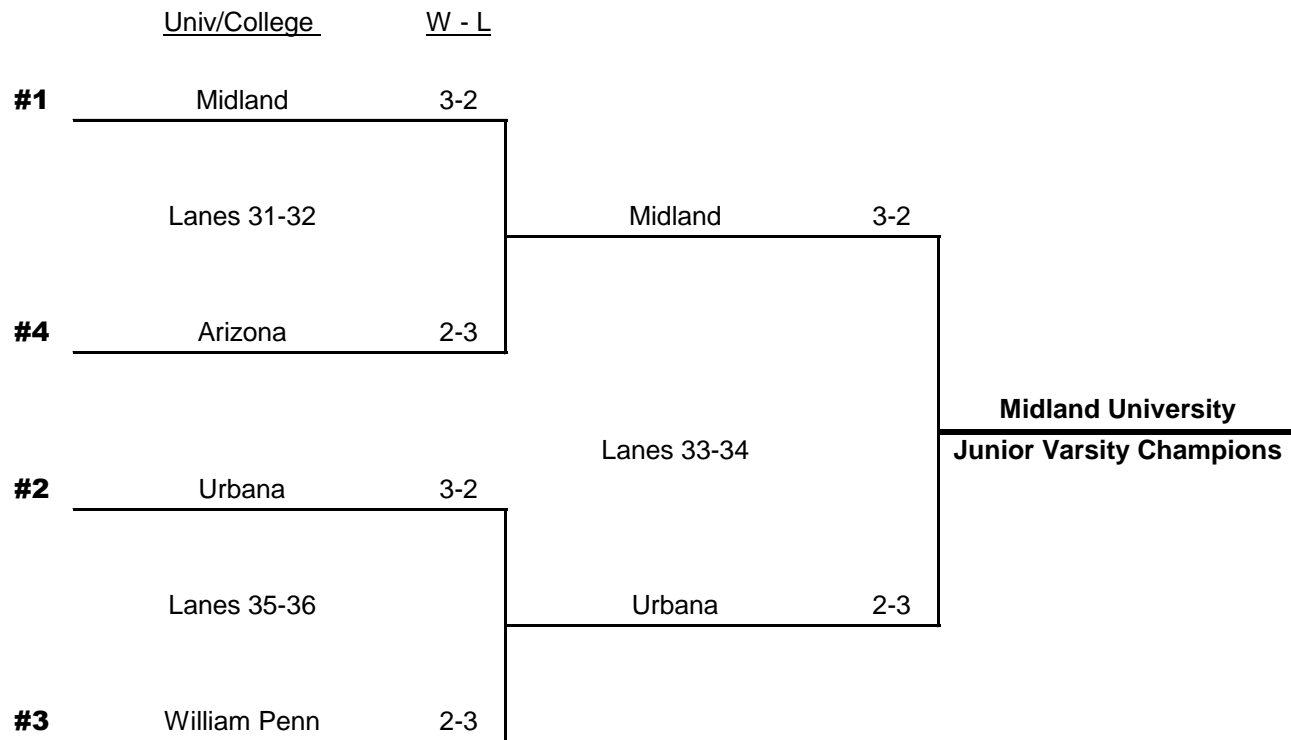 Univ/College W - L
#1 Midland 3-2
Lanes 31-32 Midland 3-2
#4 Arizona 2-3
Midland University
Lanes 33-34 Junior Varsity Champions
#2 Urbana 3-2
Lanes 35-36 Urbana 2-3
#3 William Penn 2-3